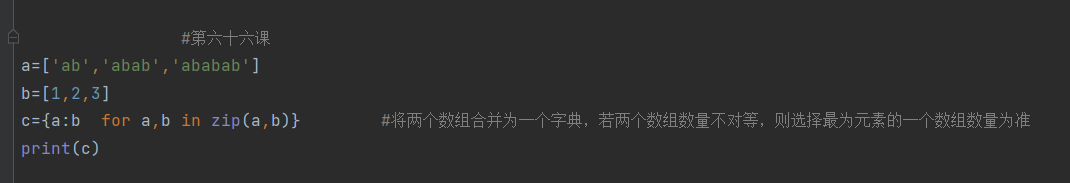 #第六十六课
a=['ab','abab','ababab']
b=[1,2,3]
c={a:b  for a,b in zip(a,b)}        #将两个数组合并为一个字典，若两个数组数量不对等，则选择最为元素的一个数组数量为准
print(c)